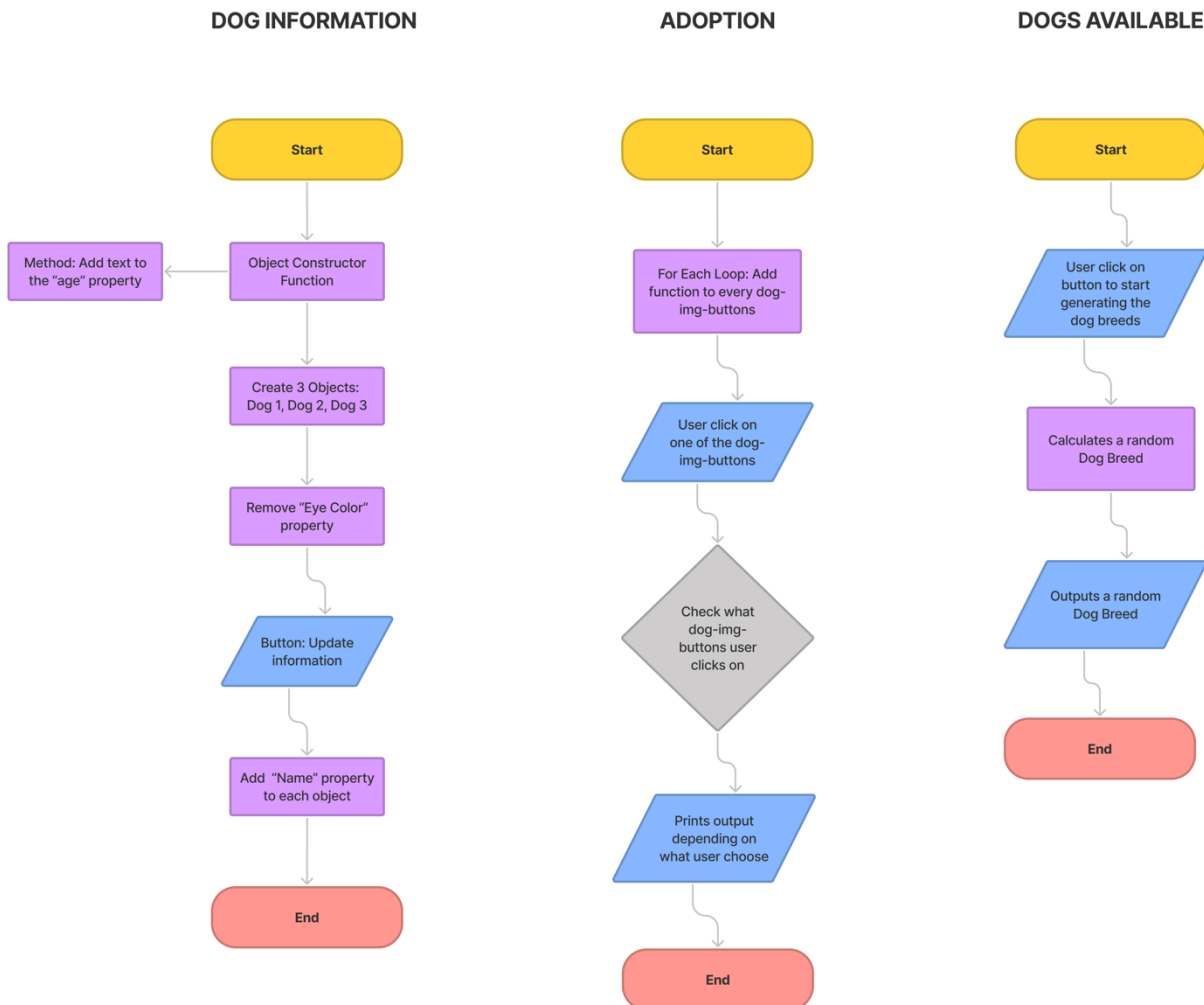 DOG INFORMATION
Start
Method: Add text to
the “age” property
Object Constructor
Function
Create 3 Objects:
Dog 1, Dog 2, Dog 3
Remove “Eye Color”
property
Button: Update
information
Add “Name” property
to each object
End
ADOPTION
Start
For Each Loop: Add
function to every dog-
img-buttons
User click on
one of the dog-
img-buttons
Check what
dog-img-
buttons user
clicks on
Prints output
depending on
what user choose
End
DOGS AVAILABLE
Start
User click on
button to start
generating the
dog breeds
Calculates a random
Dog Breed
Outputs a random
Dog Breed
End